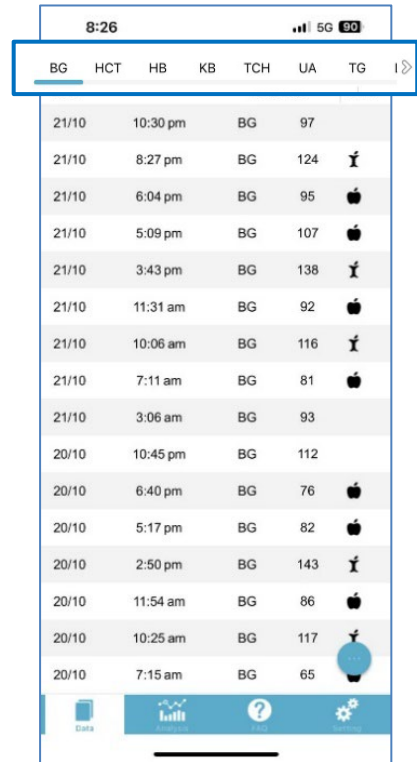 8:26 5G 90
BG HCT HB KB TCH UA TG
21/10 10:30 pm BG 97
21/10 8:27 pm BG 124
21/10 6:04 pm BG 95
21/10 5:09 pm BG 107
21/10 3:43 pm BG 138
21/10 11:31 am BG 92
21/10 10:06 am BG 116
21/10 7:11 am BG 81
21/10 3:06 am BG 93
20/10 10:45 pm BG 112
20/10 6:40 pm BG 76
20/10 5:17 pm BG 82
20/10 2:50 pm BG 143
20/10 11:54 am BG 86
20/10 10:25 am BG 117
20/10 7:15 am BG 65
Data Analysis FAQ Setting